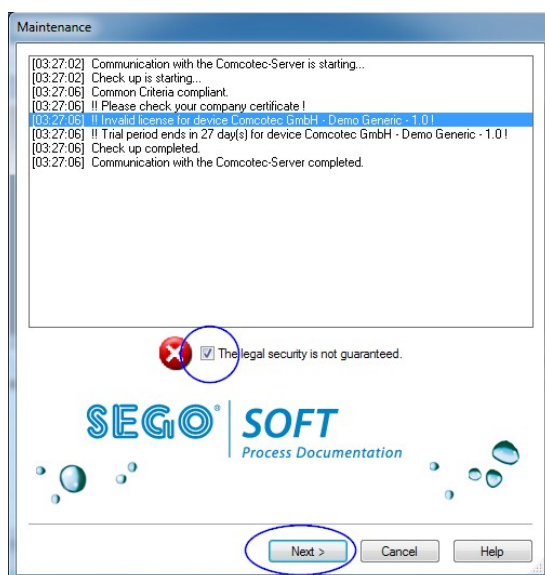 Maintenance
[03:27:02] Communication with the Comcotec-Server is starting...
[03:27:02] Check up is starting...
[03:27:06] Common Criteria compliant.
[03:27:06] !! Please check your company certificate !
[03:27:06] !! Invalid license for device Comcotec GmbH - Demo Generic - 1.0 !
[03:27:06] !! Trial period ends in 27 day(s) for device Comcotec GmbH - Demo Generic - 1.0 !
[03:27:06] Check up completed.
[03:27:06] Communication with the Comcotec-Server completed.
The legal security is not guaranteed.
SEGO® SOFT
Process Documentation
Next > Cancel Help